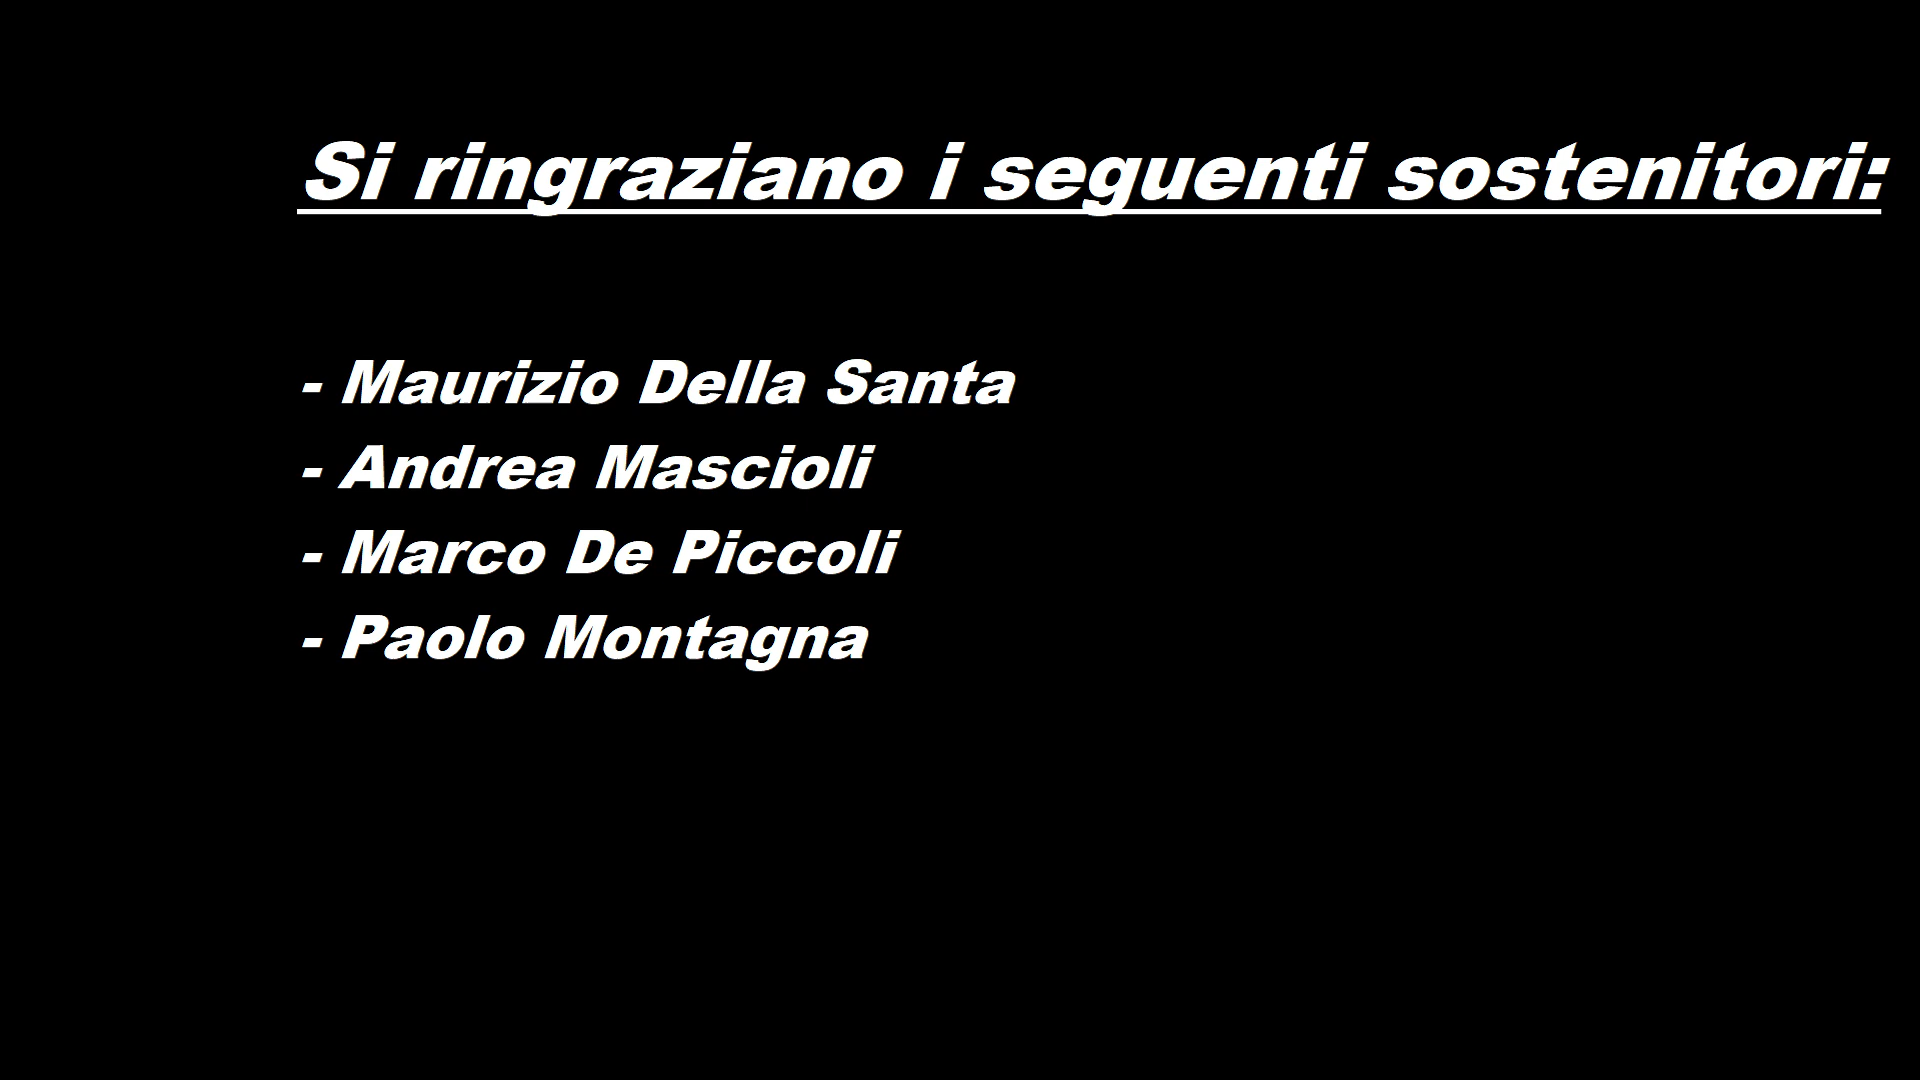 Si ringraziano i seguenti sostenitori:
- Maurizio Della Santa
- Andrea Mascioli
- Marco De Piccoli
- Paolo Montagna